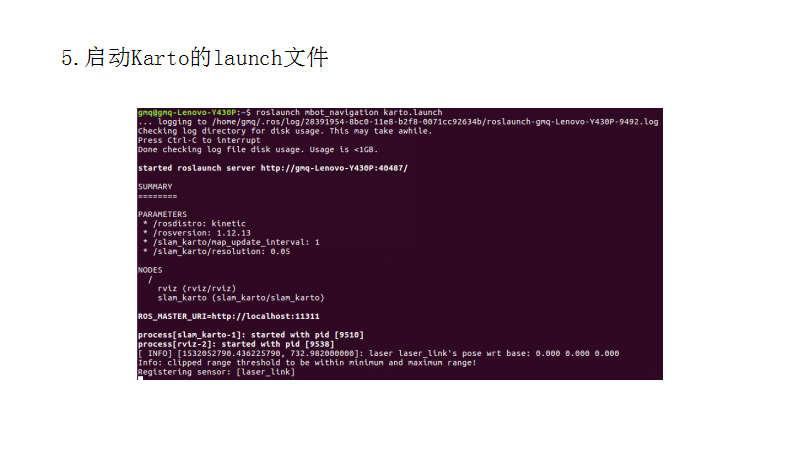 5.启动Karto的launch文件
gmq@gmq-Lenovo-Y430P:~$ roslaunch mbot_navigation karto.launch
... logging to /home/gmq/.ros/log/28391954-8bc0-11e8-b2f8-0071cc92634b/roslaunch-gmq-Lenovo-Y430P-9492.log
Checking log directory for disk usage. This may take awhile.
Press Ctrl-C to interrupt
Done checking log file disk usage. Usage is <1GB.
started roslaunch server http://gmq-Lenovo-Y430P:40487/
SUMMARY
========
PARAMETERS
* /rosdistro: kinetic
* /rosversion: 1.12.13
* /slam_karto/map_update_interval: 1
* /slam_karto/resolution: 0.05
NODES
/
rviz (rviz/rviz)
slam_karto (slam_karto/slam_karto)
ROS_MASTER_URI=http://localhost:11311
process[slam_karto-1]: started with pid [9510]
process[rviz-2]: started with pid [9538]
[ INFO] [1532052790.436225790, 732.982000000]: laser laser_link's pose wrt base: 0.000 0.000 0.000
Info: clipped range threshold to be within minimum and maximum range!
Registering sensor: [laser_link]